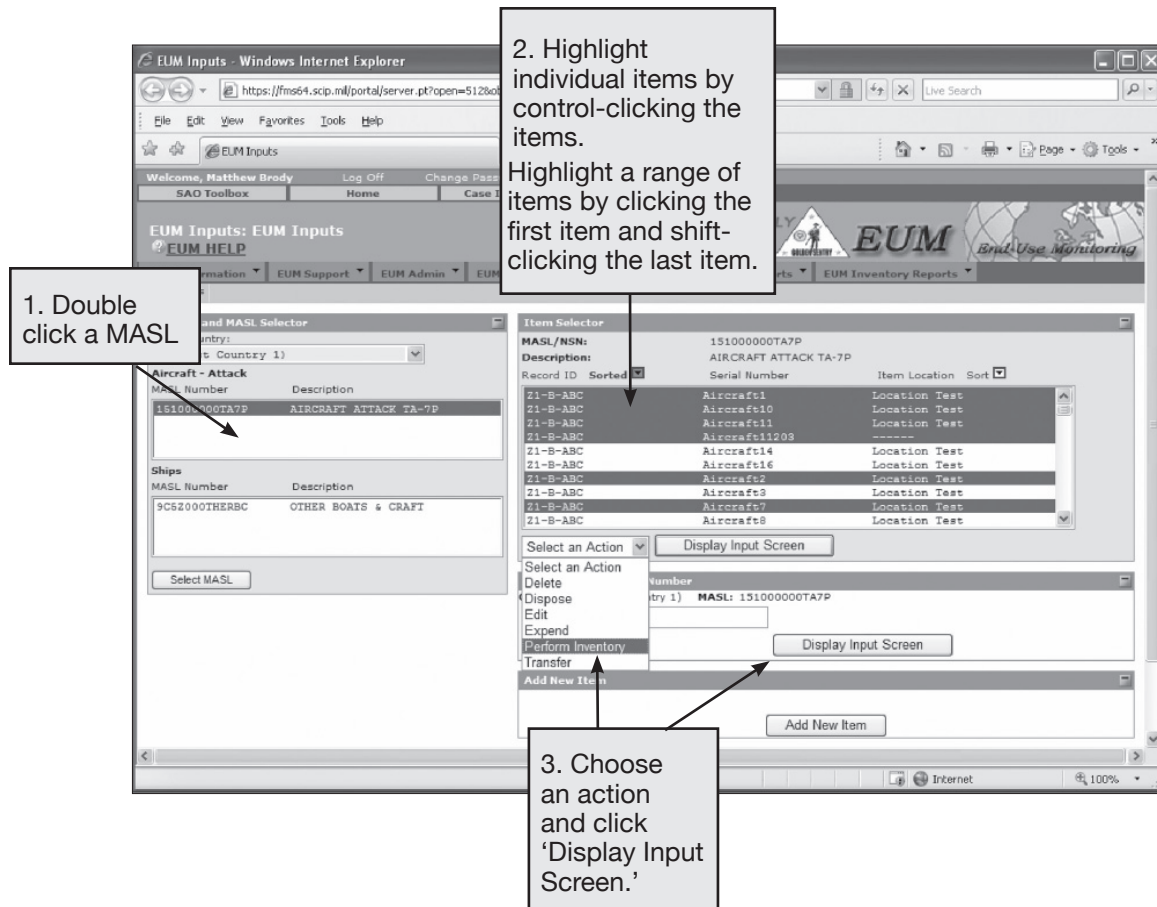 EUM Inputs - Windows Internet Explorer
2. Highlight
individual items by
control-clicking the
items.
Highlight a range of
items by clicking the
first item and shift-
clicking the last item.
https://fms64.scip.mil/portal/server.pt?open=512&ob
Live Search
File Edit View Favorites Tools Help
EUM Inputs
Page Tools
Welcome, Matthew Brody Log Off Change Pass
SAO Toolbox Home Case I
EUM Inputs: EUM Inputs
EUM HELP
LY
GOLDEN SENTRY
EUM
End-Use Monitoring
rmation EUM Support EUM Admin EUM
rts EUM Inventory Reports
1. Double
click a MASL
and MASL Selector
untry:
t Country 1)
Aircraft - Attack
MASL Number Description
151000000TA7P AIRCRAFT ATTACK TA-7P
Ships
MASL Number Description
9C5Z000THERBC OTHER BOATS & CRAFT
Select MASL
Item Selector
MASL/NSN: 151000000TA7P
Description: AIRCRAFT ATTACK TA-7P
Record ID Sorted Serial Number Item Location Sort
Z1-B-ABC Aircraft1 Location Test
Z1-B-ABC Aircraft10 Location Test
Z1-B-ABC Aircraft11 Location Test
Z1-B-ABC Aircraft11203 ------
Z1-B-ABC Aircraft14 Location Test
Z1-B-ABC Aircraft16 Location Test
Z1-B-ABC Aircraft2 Location Test
Z1-B-ABC Aircraft3 Location Test
Z1-B-ABC Aircraft7 Location Test
Z1-B-ABC Aircraft8 Location Test
Select an Action Display Input Screen
Select an Action
Delete
Dispose
Edit
Expend
Perform Inventory
Transfer
Number
try 1) MASL: 151000000TA7P
Display Input Screen
Add New Item
Add New Item
3. Choose
an action
and click
‘Display Input
Screen.’
Internet 100%